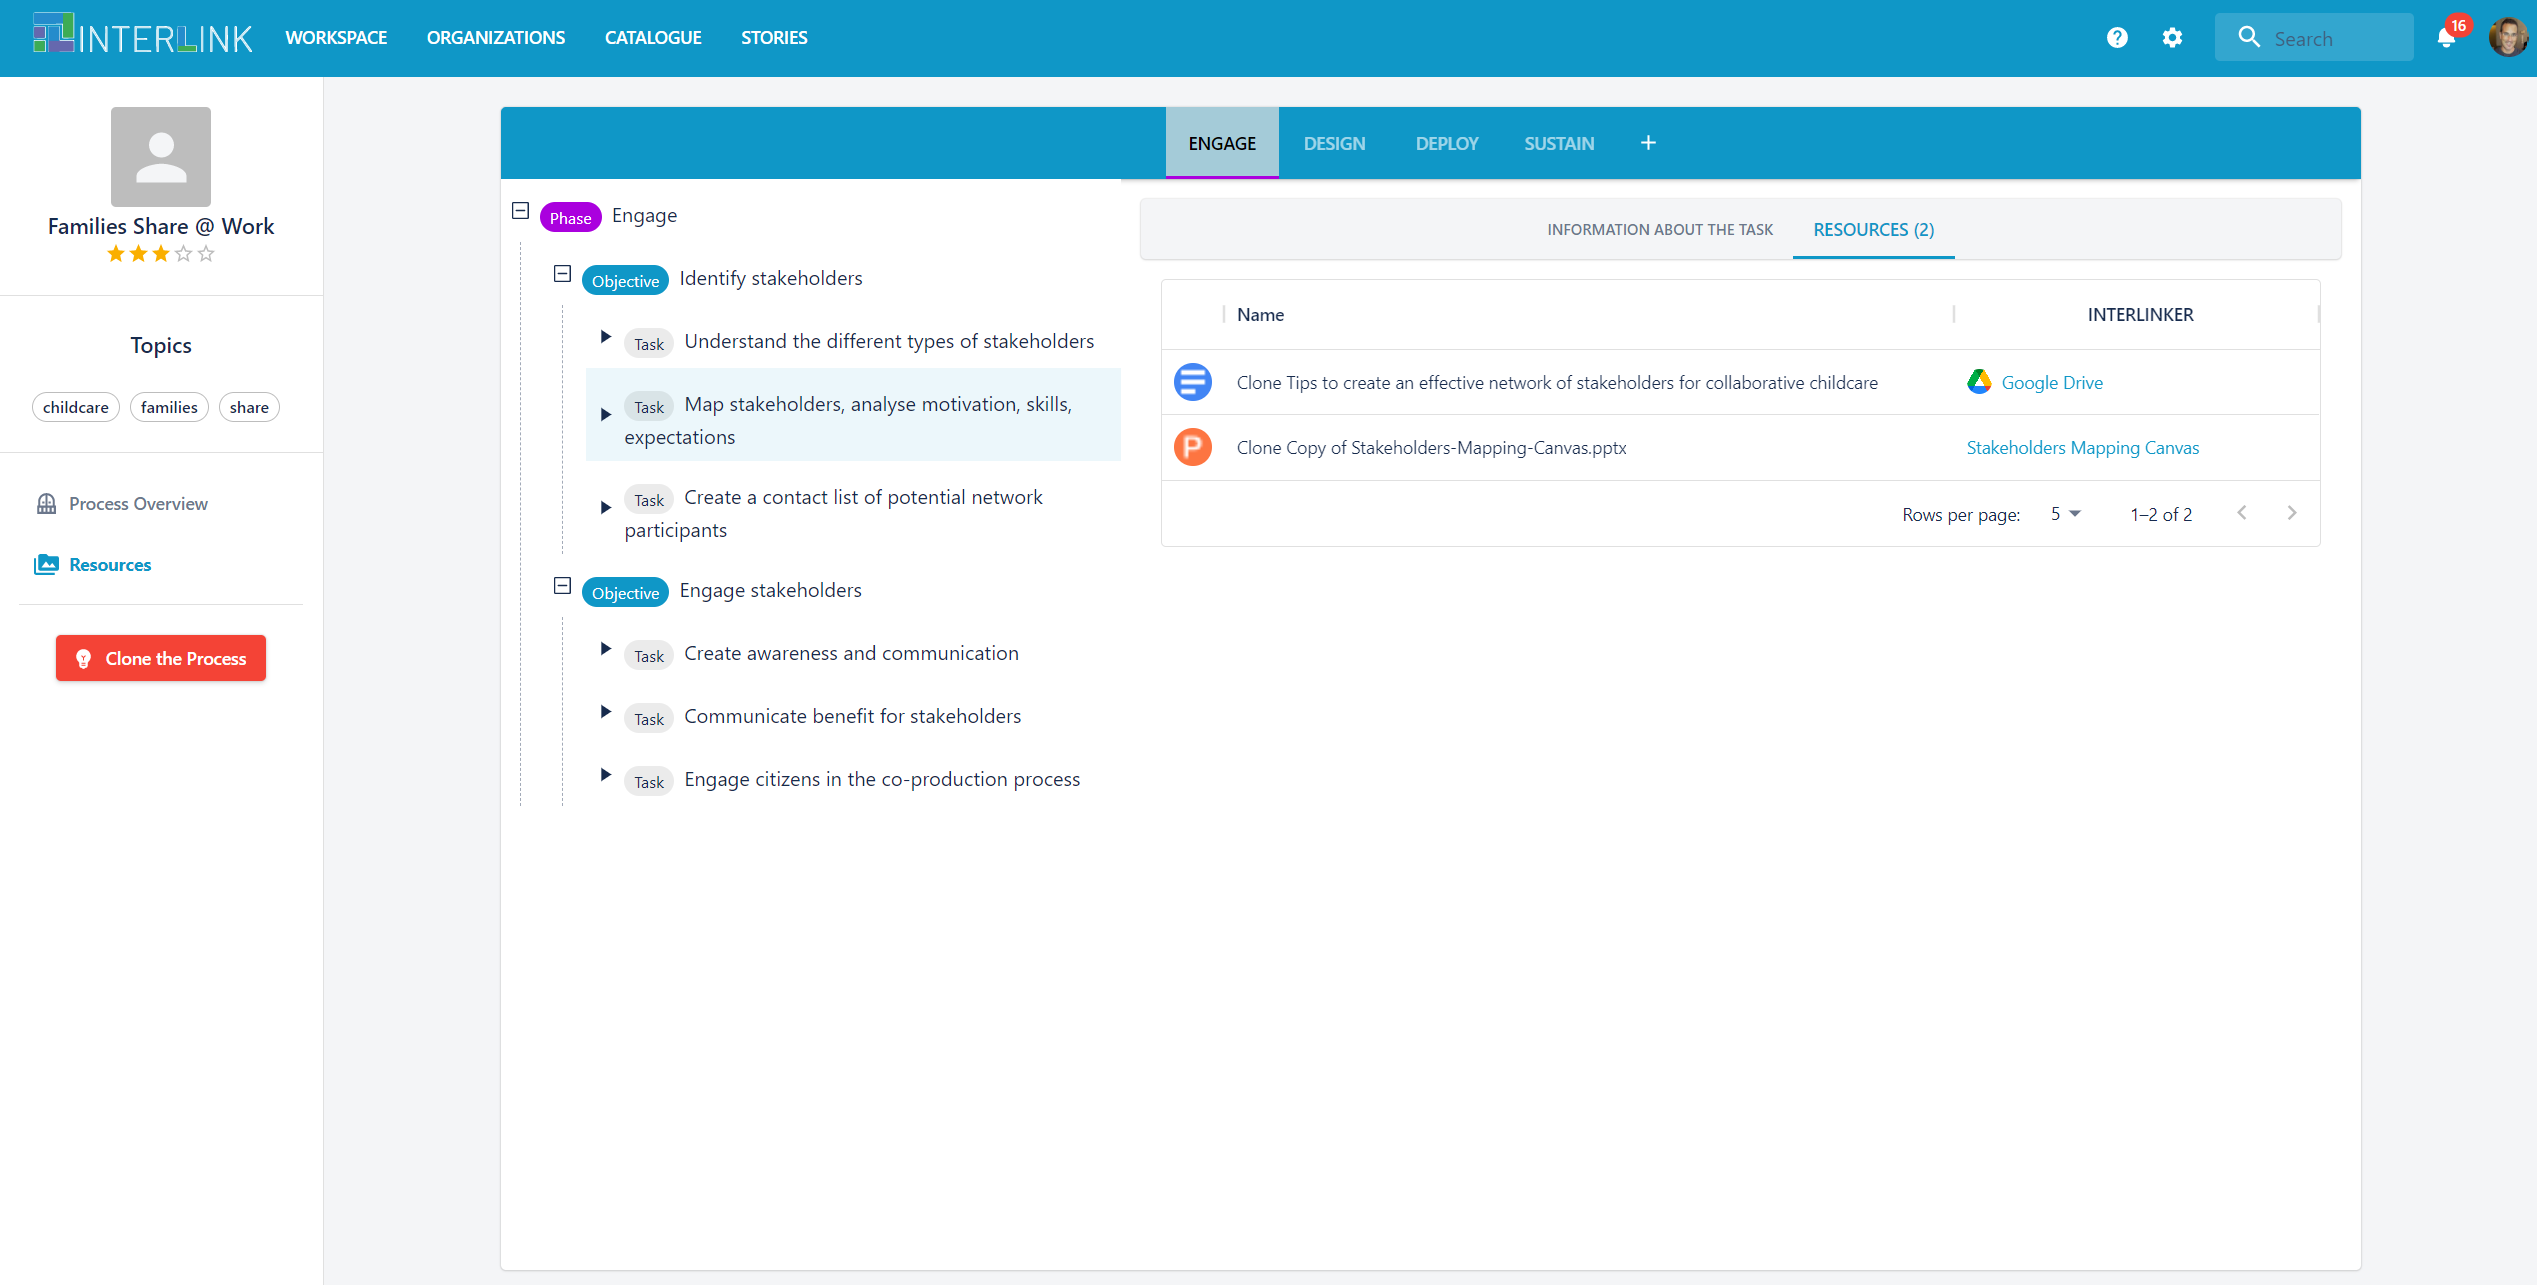 INTERLINK
WORKSPACE
ORGANIZATIONS
CATALOGUE
STORIES
Search
16
Families Share @ Work
Topics
childcare
families
share
Process Overview
Resources
Clone the Process
ENGAGE
DESIGN
DEPLOY
SUSTAIN
+
Phase Engage
Objective Identify stakeholders
Task Understand the different types of stakeholders
Task Map stakeholders, analyse motivation, skills,
expectations
Task Create a contact list of potential network
participants
Objective Engage stakeholders
Task Create awareness and communication
Task Communicate benefit for stakeholders
Task Engage citizens in the co-production process
INFORMATION ABOUT THE TASK
RESOURCES (2)
Name
INTERLINKER
Clone Tips to create an effective network of stakeholders for collaborative childcare
Google Drive
P
Clone Copy of Stakeholders-Mapping-Canvas.pptx
Stakeholders Mapping Canvas
Rows per page:
5
1–2 of 2